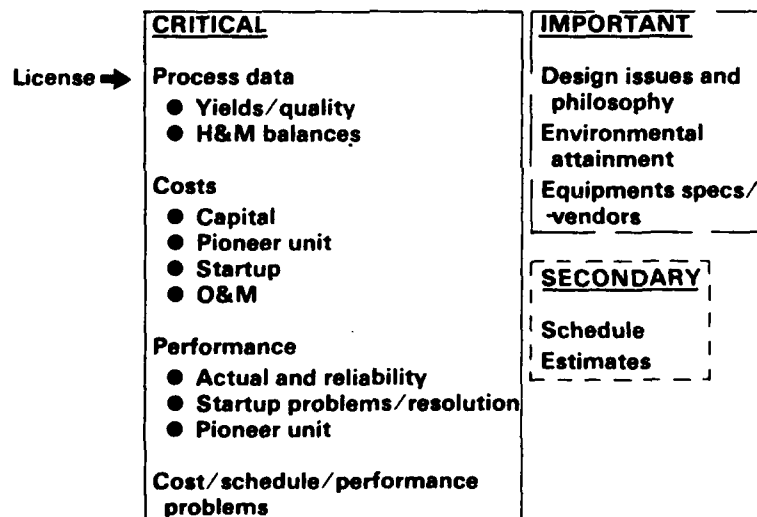 License
CRITICAL
Process data
● Yields/quality
● H&M balances
Costs
● Capital
● Pioneer unit
● Startup
● O&M
Performance
● Actual and reliability
● Startup problems/resolution
● Pioneer unit
Cost/schedule/performance
problems
IMPORTANT
Design issues and
philosophy
Environmental
attainment
Equipments specs/
-vendors
SECONDARY
Schedule
Estimates